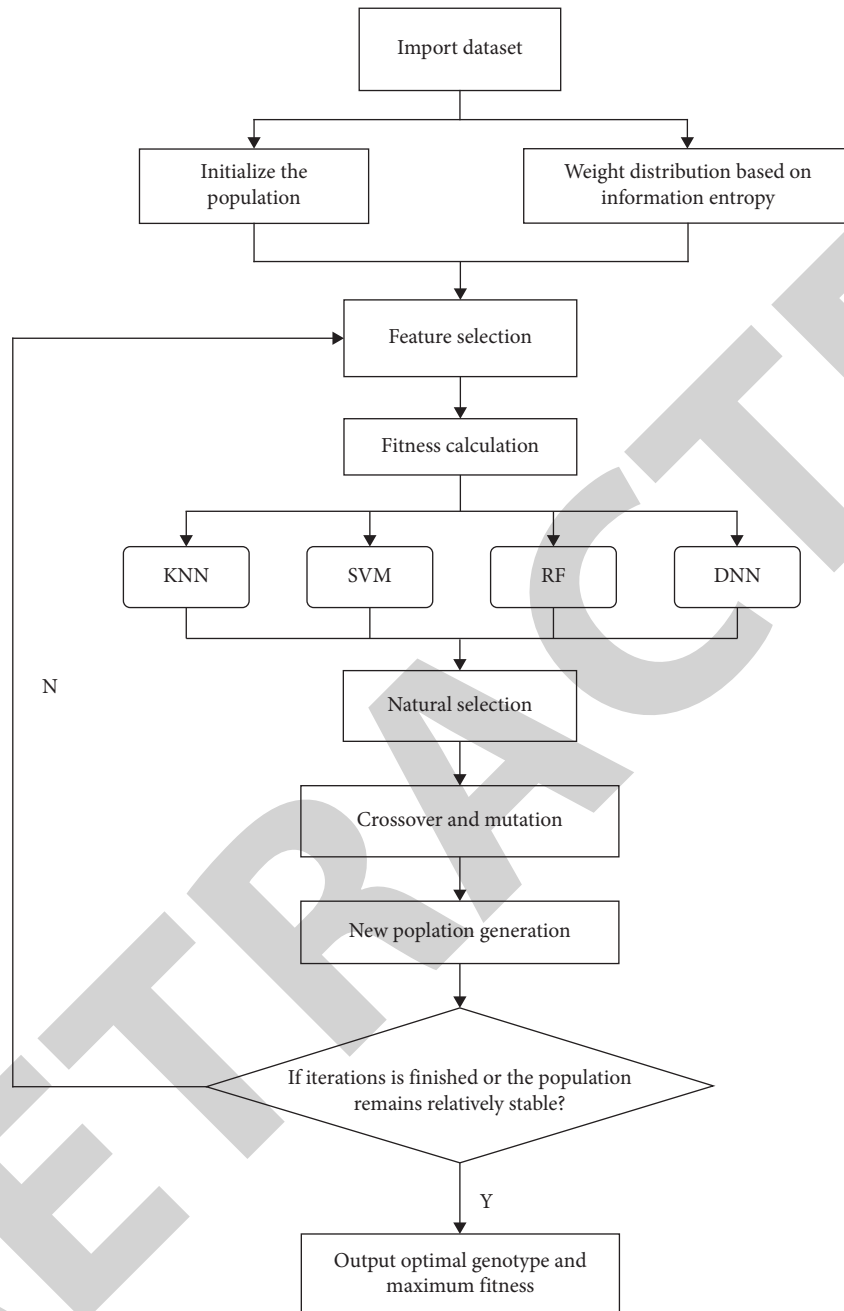 Import dataset
Initialize the
population
Weight distribution based on
information entropy
Feature selection
Fitness calculation
KNN
SVM
RF
DNN
N
Natural selection
Crossover and mutation
New poplation generation
If iterations is finished or the population
remains relatively stable?
Y
Output optimal genotype and
maximum fitness
ETRACTE